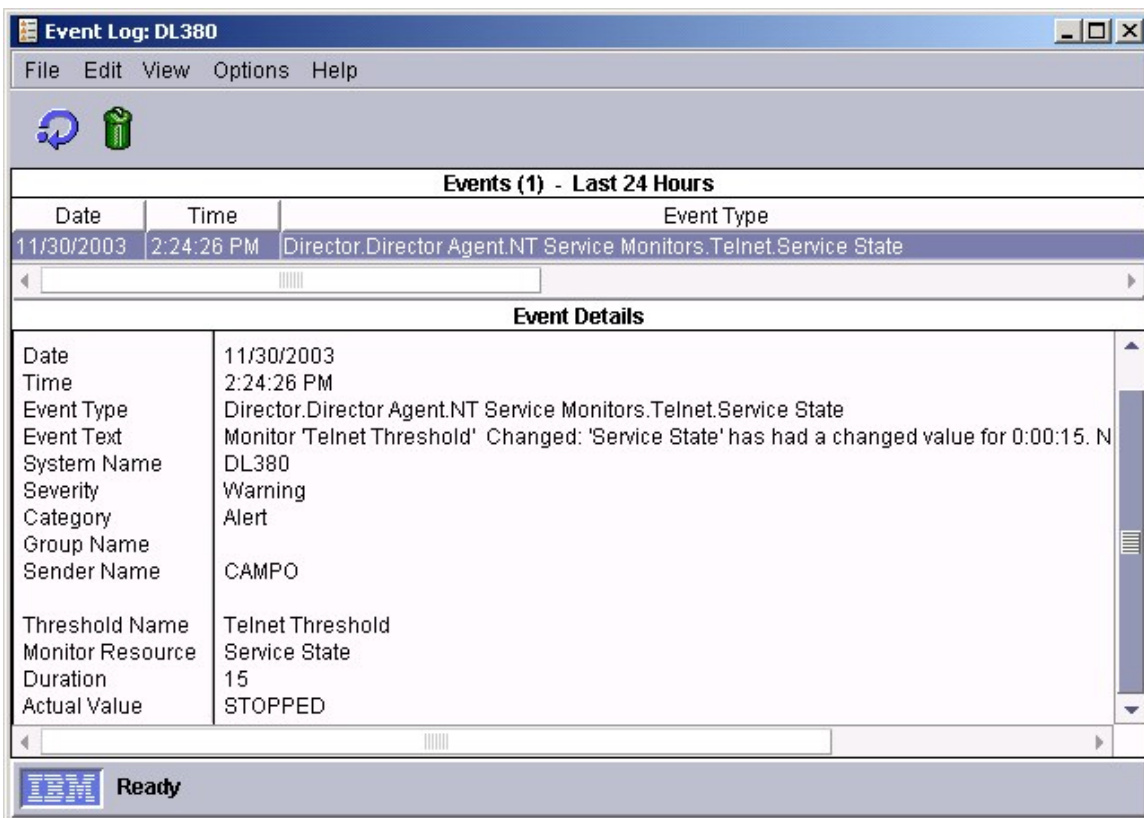 Event Log: DL380
File Edit View Options Help
Events (1) - Last 24 Hours
Date Time Event Type
11/30/2003 2:24:26 PM Director.Director Agent.NT Service Monitors.Telnet.Service State
Event Details
Date 11/30/2003
Time 2:24:26 PM
Event Type Director.Director Agent.NT Service Monitors.Telnet.Service State
Event Text Monitor 'Telnet Threshold' Changed: 'Service State' has had a changed value for 0:00:15. N
System Name DL380
Severity Warning
Category Alert
Group Name
Sender Name CAMPO
Threshold Name Telnet Threshold
Monitor Resource Service State
Duration 15
Actual Value STOPPED
IBM Ready